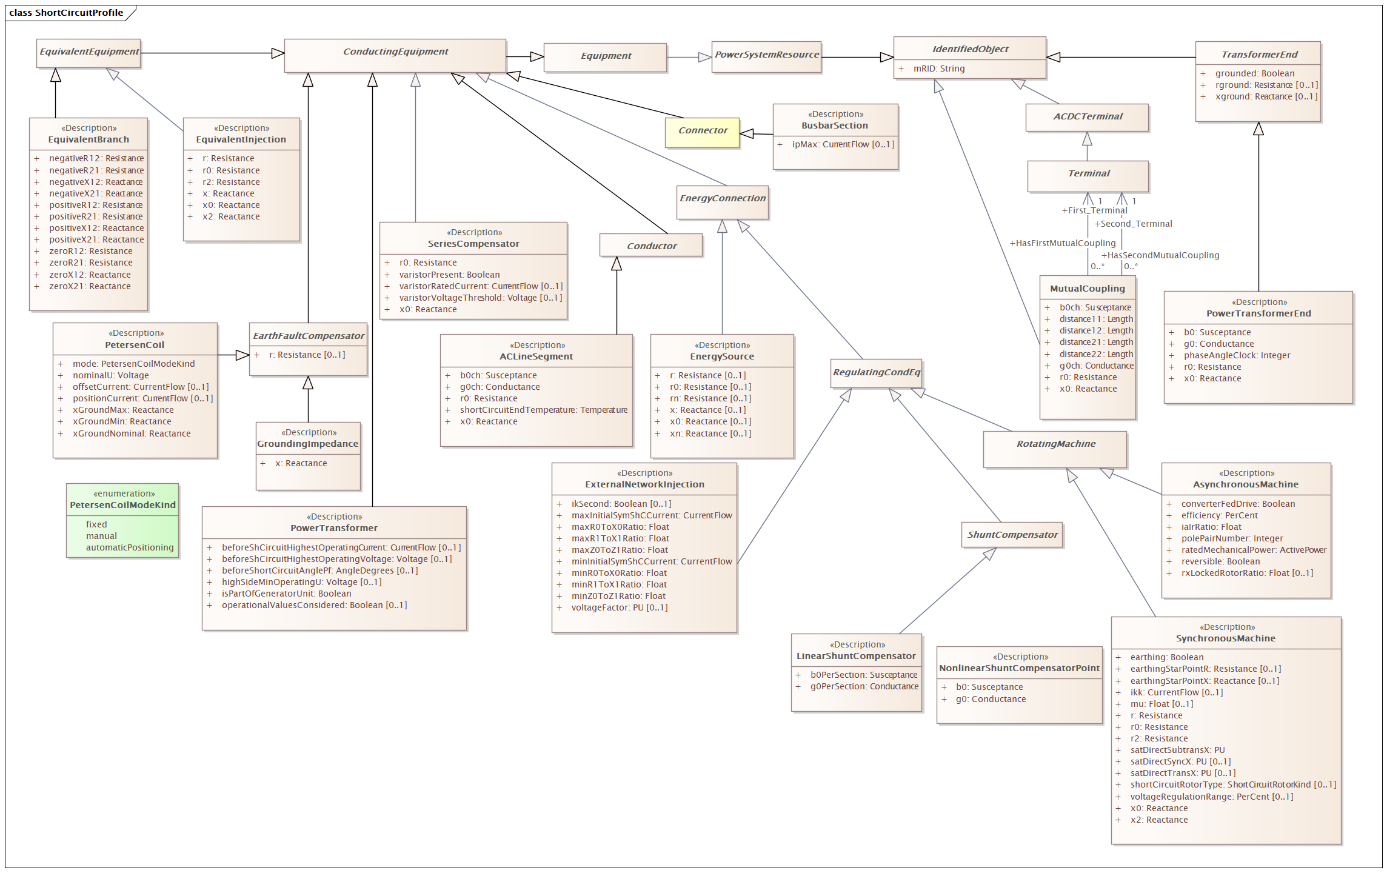 class ShortCircuitProfile
EquivalentEquipment
ConductingEquipment
Equipment
PowerSystemResource
IdentifiedObject
+ mRID: String
TransformerEnd
+ grounded: Boolean
+ rground: Resistance [0..1]
+ xground: Reactance [0..1]
ACDCTerminal
Terminal
Connector
«Description»
BusbarSection
+ ipMax: CurrentFlow [0..1]
«Description»
EquivalentBranch
+ negativeR12: Resistance
+ negativeR21: Resistance
+ negativeX12: Reactance
+ negativeX21: Reactance
+ positiveR12: Resistance
+ positiveR21: Resistance
+ positiveX12: Reactance
+ positiveX21: Reactance
+ zeroR12: Resistance
+ zeroR21: Resistance
+ zeroX12: Reactance
+ zeroX21: Reactance
«Description»
EquivalentInjection
+ r: Resistance
+ r0: Resistance
+ r2: Resistance
+ x: Reactance
+ x0: Reactance
+ x2: Reactance
EnergyConnection
«Description»
SeriesCompensator
+ r0: Resistance
+ varistorPresent: Boolean
+ varistorRatedCurrent: CurrentFlow [0..1]
+ varistorVoltageThreshold: Voltage [0..1]
+ x0: Reactance
Conductor
1
1
+First_Terminal
+Second_Terminal
+HasFirstMutualCoupling
+HasSecondMutualCoupling
0..*
0..*
MutualCoupling
+ b0ch: Susceptance
+ distance11: Length
+ distance12: Length
+ distance21: Length
+ distance22: Length
+ g0ch: Conductance
+ r0: Resistance
+ x0: Reactance
«Description»
PowerTransformerEnd
+ b0: Susceptance
+ g0: Conductance
+ phaseAngleClock: Integer
+ r0: Resistance
+ x0: Reactance
«Description»
PetersenCoil
+ mode: PetersenCoilModeKind
+ nominalU: Voltage
+ offsetCurrent: CurrentFlow [0..1]
+ positionCurrent: CurrentFlow [0..1]
+ xGroundMax: Reactance
+ xGroundMin: Reactance
+ xGroundNominal: Reactance
EarthFaultCompensator
+ r: Resistance [0..1]
«Description»
ACLineSegment
+ b0ch: Susceptance
+ g0ch: Conductance
+ r0: Resistance
+ shortCircuitEndTemperature: Temperature
+ x0: Reactance
«Description»
EnergySource
+ r: Resistance [0..1]
+ r0: Resistance [0..1]
+ rn: Resistance [0..1]
+ x: Reactance [0..1]
+ x0: Reactance [0..1]
+ xn: Reactance [0..1]
RegulatingCondEq
«Description»
GroundingImpedance
+ x: Reactance
RotatingMachine
«enumeration»
PetersenCoilModeKind
fixed
manual
automaticPositioning
«Description»
PowerTransformer
+ beforeShCircuitHighestOperatingCurrent: CurrentFlow [0..1]
+ beforeShCircuitHighestOperatingVoltage: Voltage [0..1]
+ beforeShortCircuitAnglePf: AngleDegrees [0..1]
+ highSideMinOperatingU: Voltage [0..1]
+ isPartOfGeneratorUnit: Boolean
+ operationalValuesConsidered: Boolean [0..1]
«Description»
ExternalNetworkInjection
+ ikSecond: Boolean [0..1]
+ maxInitialSymShCCurrent: CurrentFlow
+ maxR0ToX0Ratio: Float
+ maxR1ToX1Ratio: Float
+ maxZ0ToZ1Ratio: Float
+ minInitialSymShCCurrent: CurrentFlow
+ minR0ToX0Ratio: Float
+ minR1ToX1Ratio: Float
+ minZ0ToZ1Ratio: Float
+ voltageFactor: PU [0..1]
«Description»
AsynchronousMachine
+ converterFedDrive: Boolean
+ efficiency: PerCent
+ iaIrRatio: Float
+ polePairNumber: Integer
+ ratedMechanicalPower: ActivePower
+ reversible: Boolean
+ rxLockedRotorRatio: Float [0..1]
ShuntCompensator
«Description»
LinearShuntCompensator
+ b0PerSection: Susceptance
+ g0PerSection: Conductance
«Description»
NonlinearShuntCompensatorPoint
+ b0: Susceptance
+ g0: Conductance
«Description»
SynchronousMachine
+ earthing: Boolean
+ earthingStarPointR: Resistance [0..1]
+ earthingStarPointX: Reactance [0..1]
+ ikk: CurrentFlow [0..1]
+ mu: Float [0..1]
+ r: Resistance
+ r0: Resistance
+ r2: Resistance
+ satDirectSubtransX: PU
+ satDirectSyncX: PU [0..1]
+ satDirectTransX: PU [0..1]
+ shortCircuitRotorType: ShortCircuitRotorKind [0..1]
+ voltageRegulationRange: PerCent [0..1]
+ x0: Reactance
+ x2: Reactance